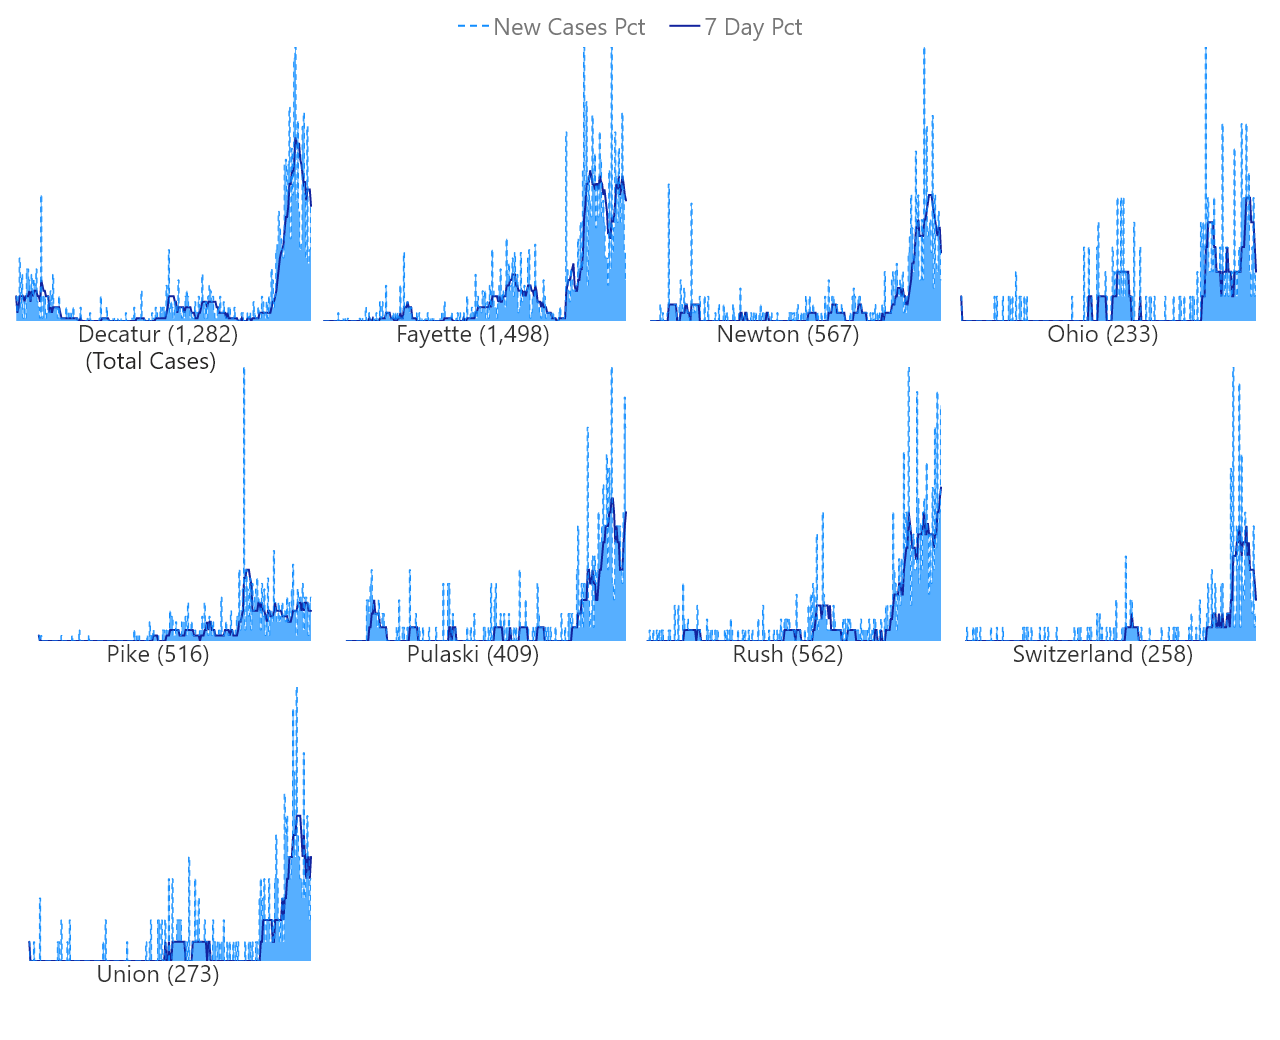 New Cases Pct 7 Day Pct
Decatur (1,282)
(Total Cases)
Fayette (1,498)
Newton (567)
Ohio (233)
Pike (516)
Pulaski (409)
Rush (562)
Switzerland (258)
Union (273)